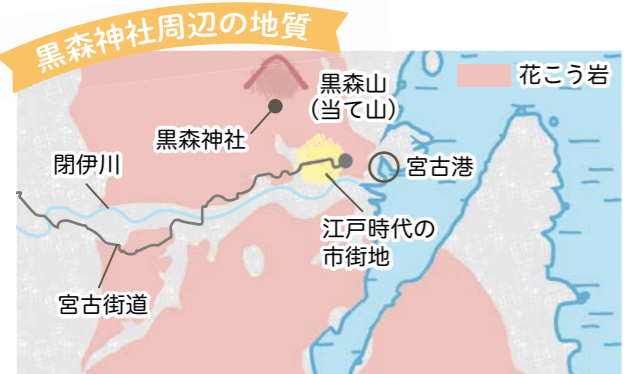 黒森神社周辺の地質
花こう岩
黒森山
(当て山)
黒森神社
閉伊川
宮古港
江戸時代の
市街地
宮古街道